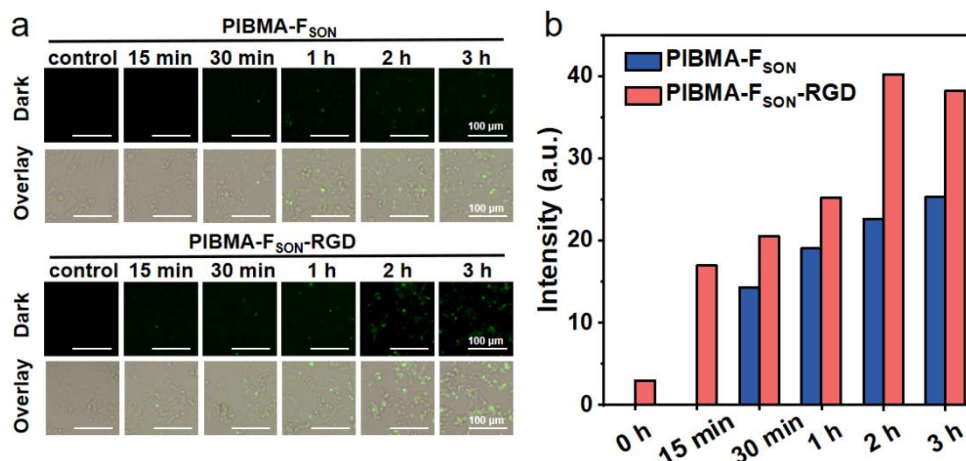 a
PIBMA-FSON
control 15 min 30 min 1 h 2 h 3 h
Dark
100 μm
Overlay
100 μm
PIBMA-FSON-RGD
control 15 min 30 min 1 h 2 h 3 h
Dark
100 μm
Overlay
100 μm
b
PIBMA-FSON
PIBMA-FSON-RGD
Intensity (a.u.)
40
30
20
10
0
0 h 15 min 30 min 1 h 2 h 3 h